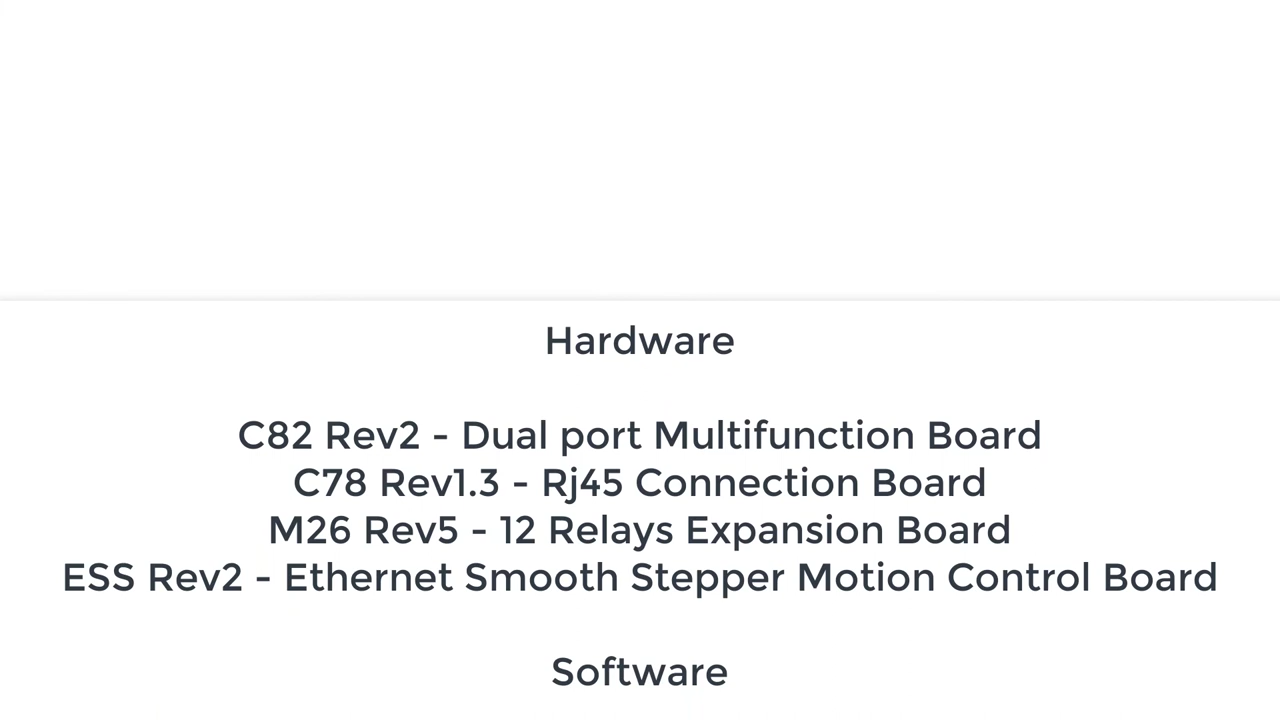 Hardware
C82 Rev2 - Dual port Multifunction Board
C78 Rev1.3 - Rj45 Connection Board
M26 Rev5 - 12 Relays Expansion Board
ESS Rev2 - Ethernet Smooth Stepper Motion Control Board
Software